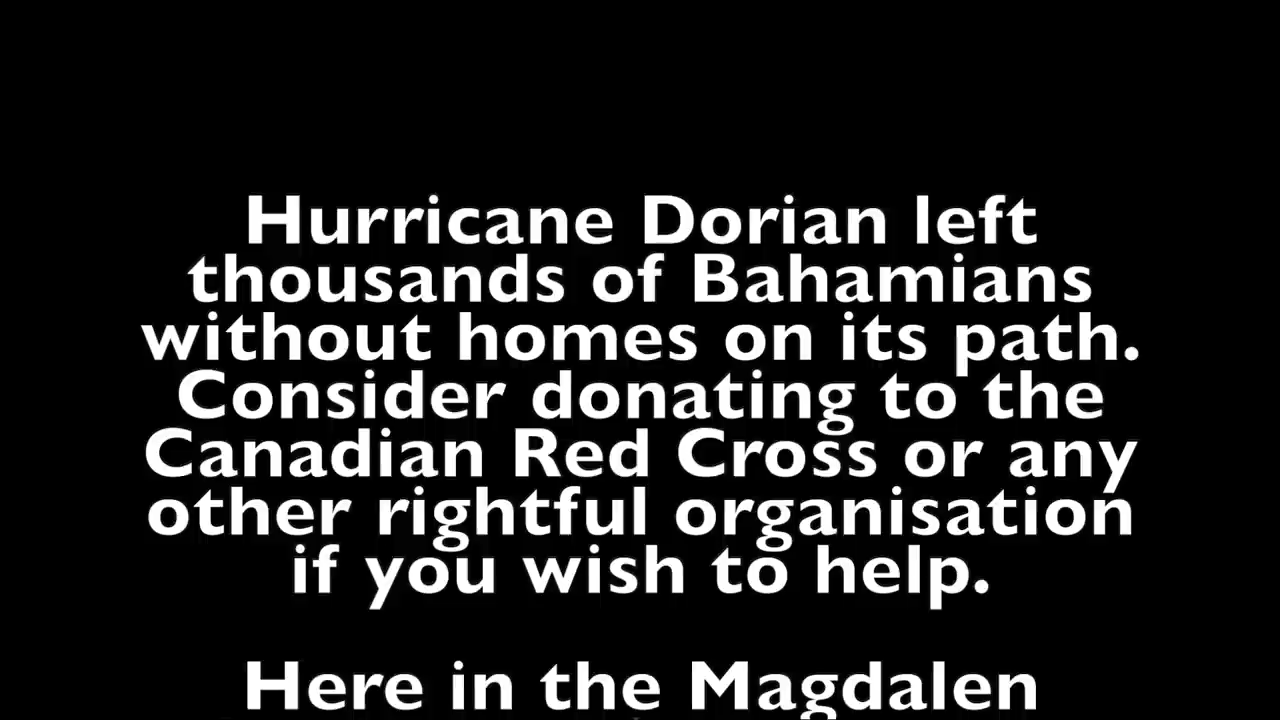 Hurricane Dorian left
thousands of Bahamians
without homes on its path.
Consider donating to the
Canadian Red Cross or any
other rightful organisation
if you wish to help.
Here in the Magdalen